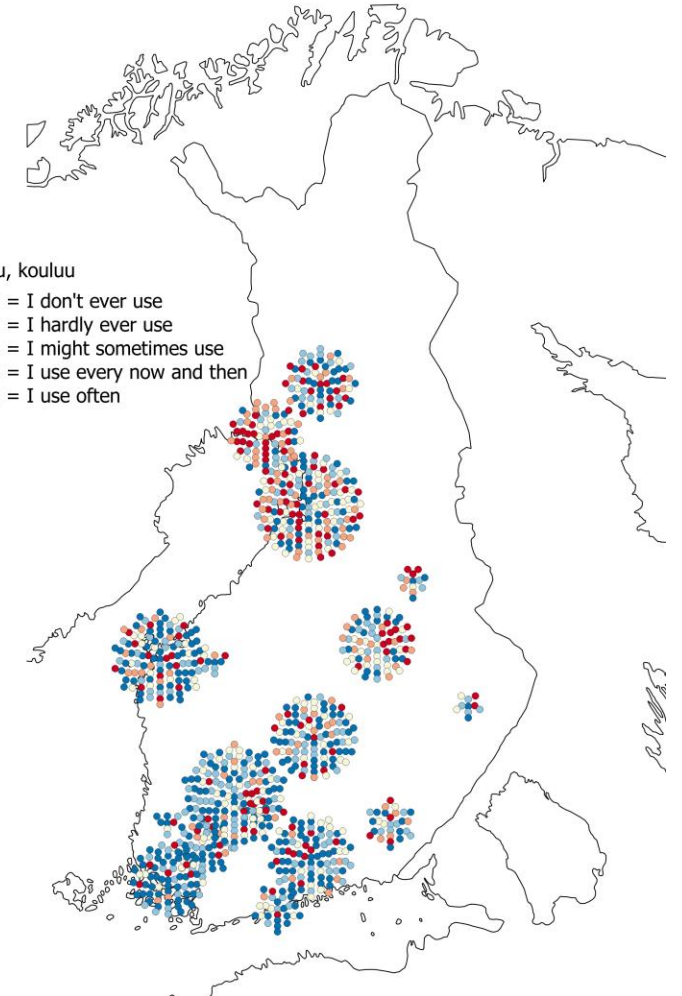 , kouluu
= I don't ever use
= I hardly ever use
= I might sometimes use
= I use every now and then
= I use often